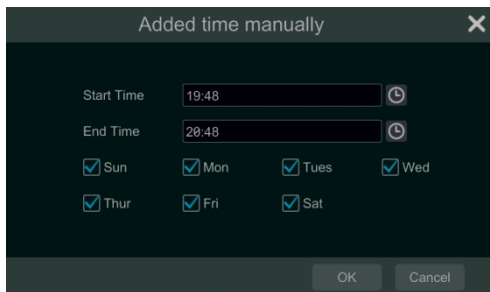 Added time manually
Start Time 19:48
End Time 20:48
Sun Mon Tues Wed
Thur Fri Sat
OK Cancel